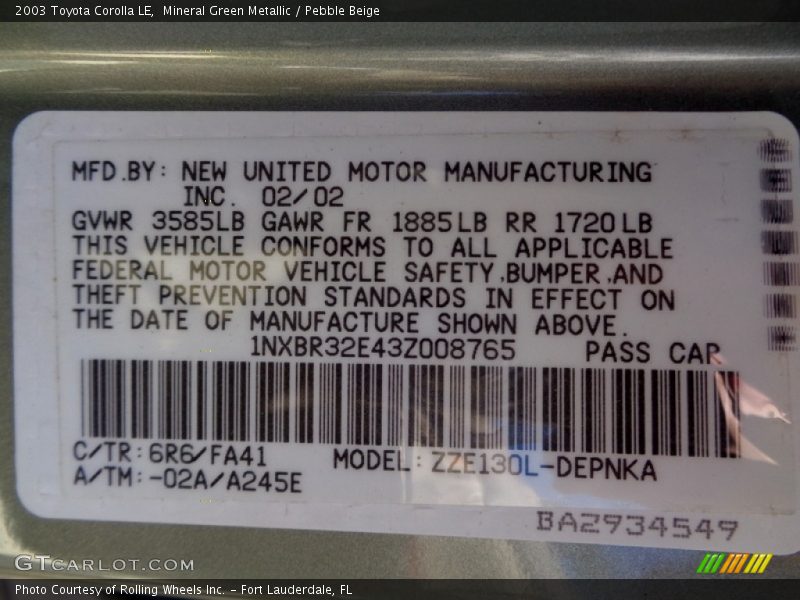 2003 Toyota Corolla LE,  Mineral Green Metallic / Pebble Beige
MFD.BY: NEW UNITED MOTOR MANUFACTURING
INC. 02/02
GVWR 3585LB GAWR FR 1885LB RR 1720LB
THIS VEHICLE CONFORMS TO ALL APPLICABLE
FEDERAL MOTOR VEHICLE SAFETY,BUMPER,AND
THEFT PREVENTION STANDARDS IN EFFECT ON
THE DATE OF MANUFACTURE SHOWN ABOVE.
1NXBR32E43Z008765 PASS CAR
C/TR:6R6/FA41 MODEL:ZZE130L-DEPNKA
A/TM:-02A/A245E
BA2934549
GTCARLOT.COM
Photo Courtesy of Rolling Wheels Inc. – Fort Lauderdale, FL